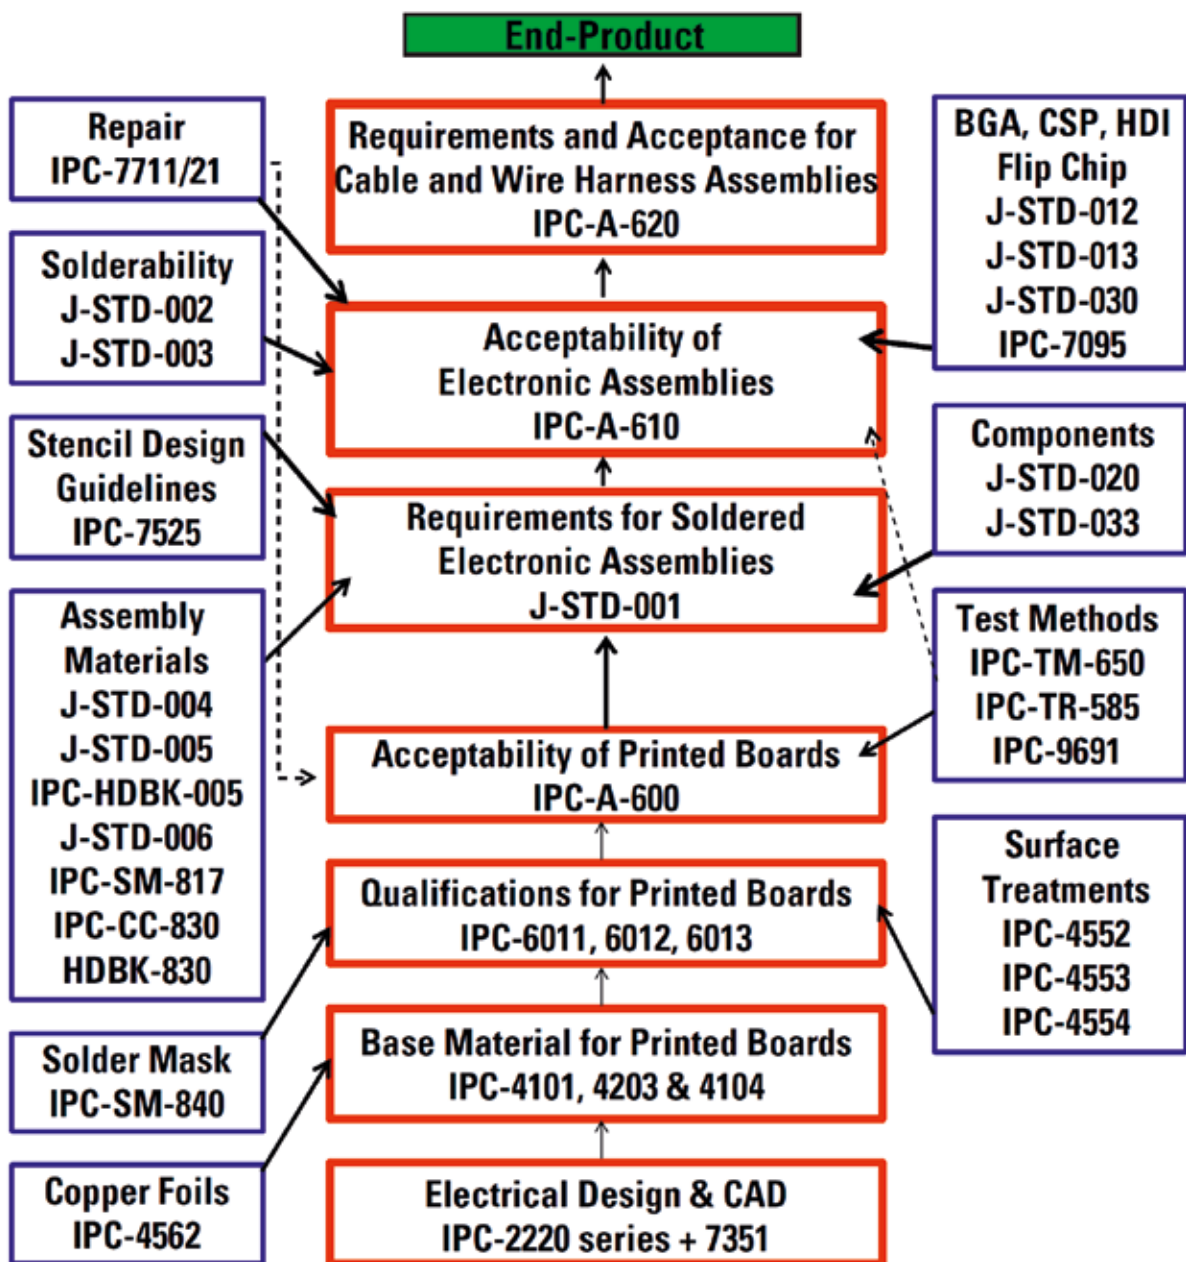 End-Product
Repair
IPC-7711/21
Solderability
J-STD-002
J-STD-003
Stencil Design
Guidelines
IPC-7525
Assembly
Materials
J-STD-004
J-STD-005
IPC-HDBK-005
J-STD-006
IPC-SM-817
IPC-CC-830
HDBK-830
Solder Mask
IPC-SM-840
Copper Foils
IPC-4562
Requirements and Acceptance for
Cable and Wire Harness Assemblies
IPC-A-620
Acceptability of
Electronic Assemblies
IPC-A-610
Requirements for Soldered
Electronic Assemblies
J-STD-001
Acceptability of Printed Boards
IPC-A-600
Qualifications for Printed Boards
IPC-6011, 6012, 6013
Base Material for Printed Boards
IPC-4101, 4203 & 4104
Electrical Design & CAD
IPC-2220 series + 7351
BGA, CSP, HDI
Flip Chip
J-STD-012
J-STD-013
J-STD-030
IPC-7095
Components
J-STD-020
J-STD-033
Test Methods
IPC-TM-650
IPC-TR-585
IPC-9691
Surface
Treatments
IPC-4552
IPC-4553
IPC-4554